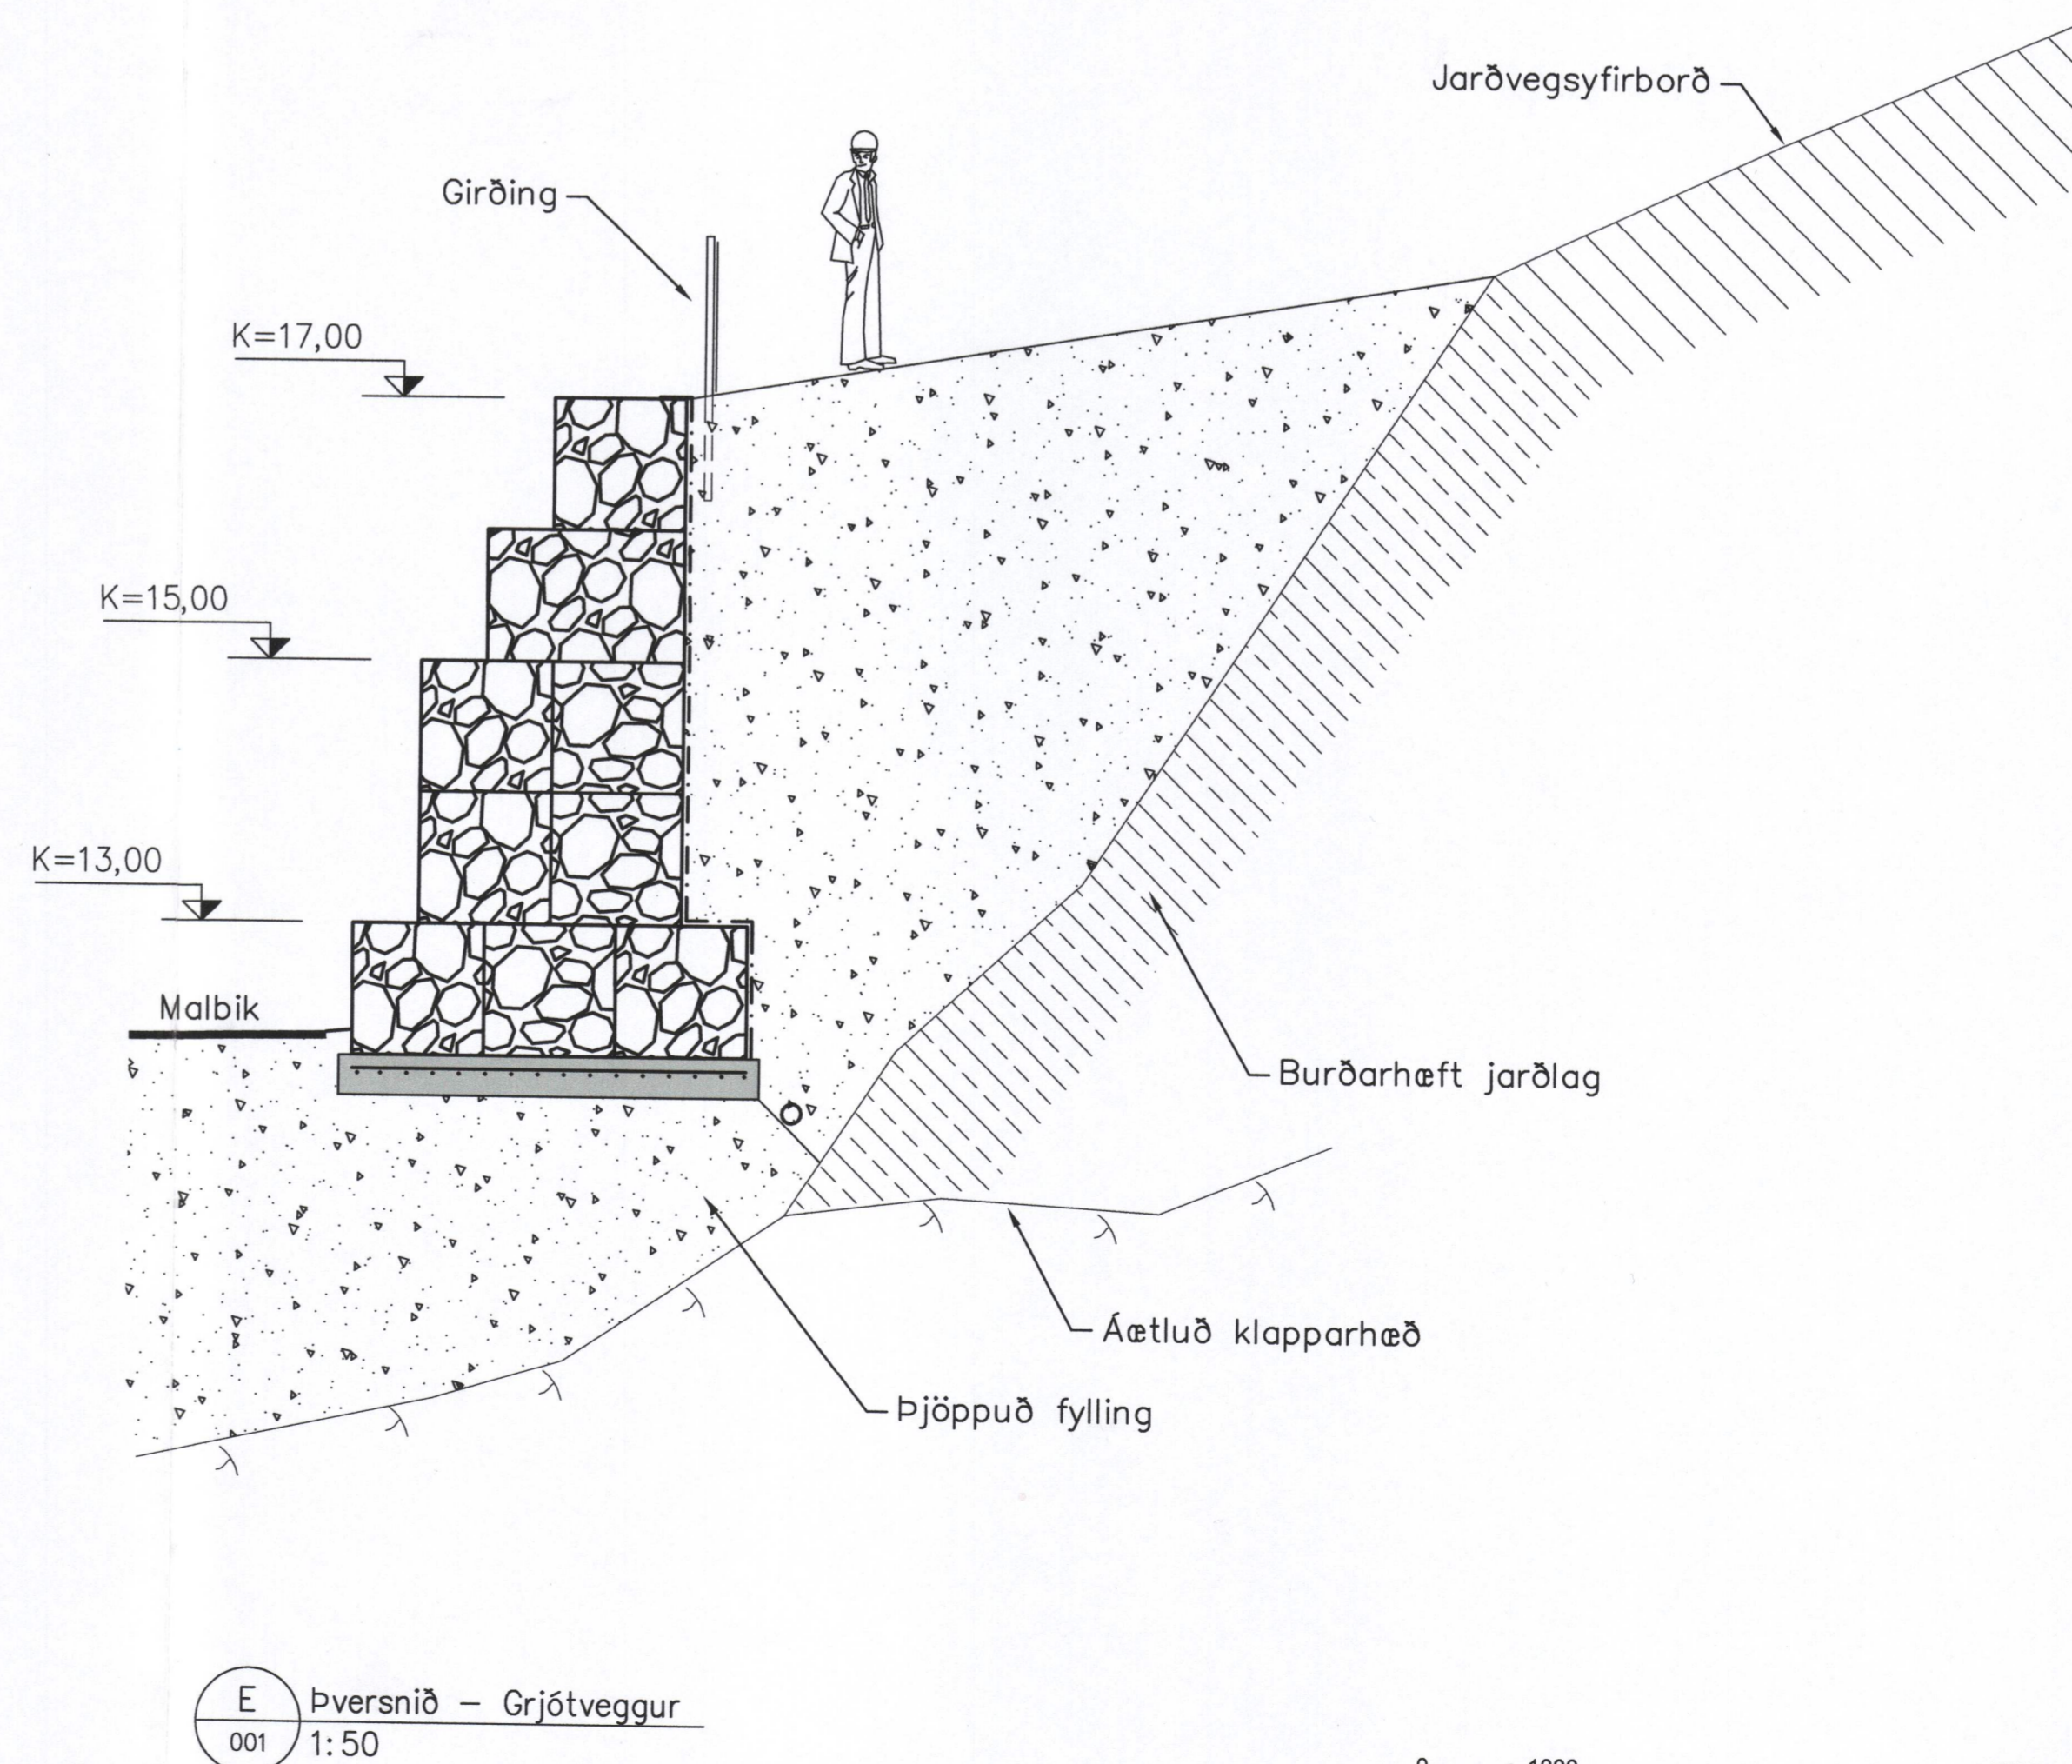 Jarðvegsyfirborð
Girðing
K=17,00
K=15,00
K=13,00
Malbik
Burðarhæft jarðlag
Áætluð klapparhæð
Þjöppuð fylling
E
001
Þversnið – Grjótveggur
1:50